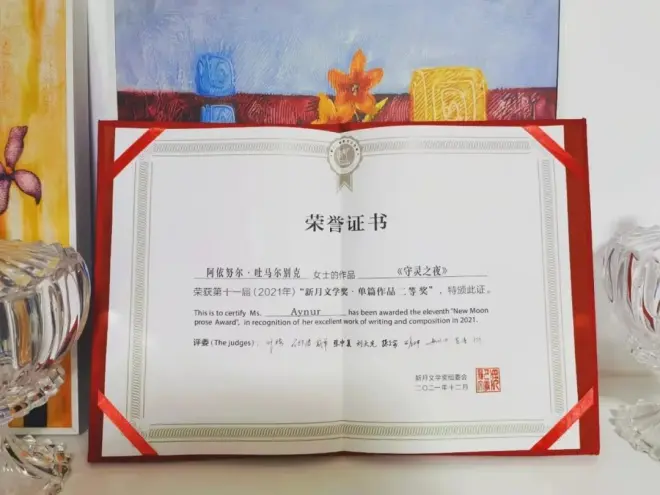 荣誉证书
阿依努尔·吐马尔别克 女士的作品 《守灵之夜》
荣获第十一届（2021年）“新月文学奖·单篇作品二等奖”，特颁此证。
This is to certify Ms. Aynur has been awarded the eleventh "New Moon
prose Award", in recognition of her excellent work of writing and composition in 2021.
评委（The judges）：
新月文学奖组委会
二〇二一年十二月